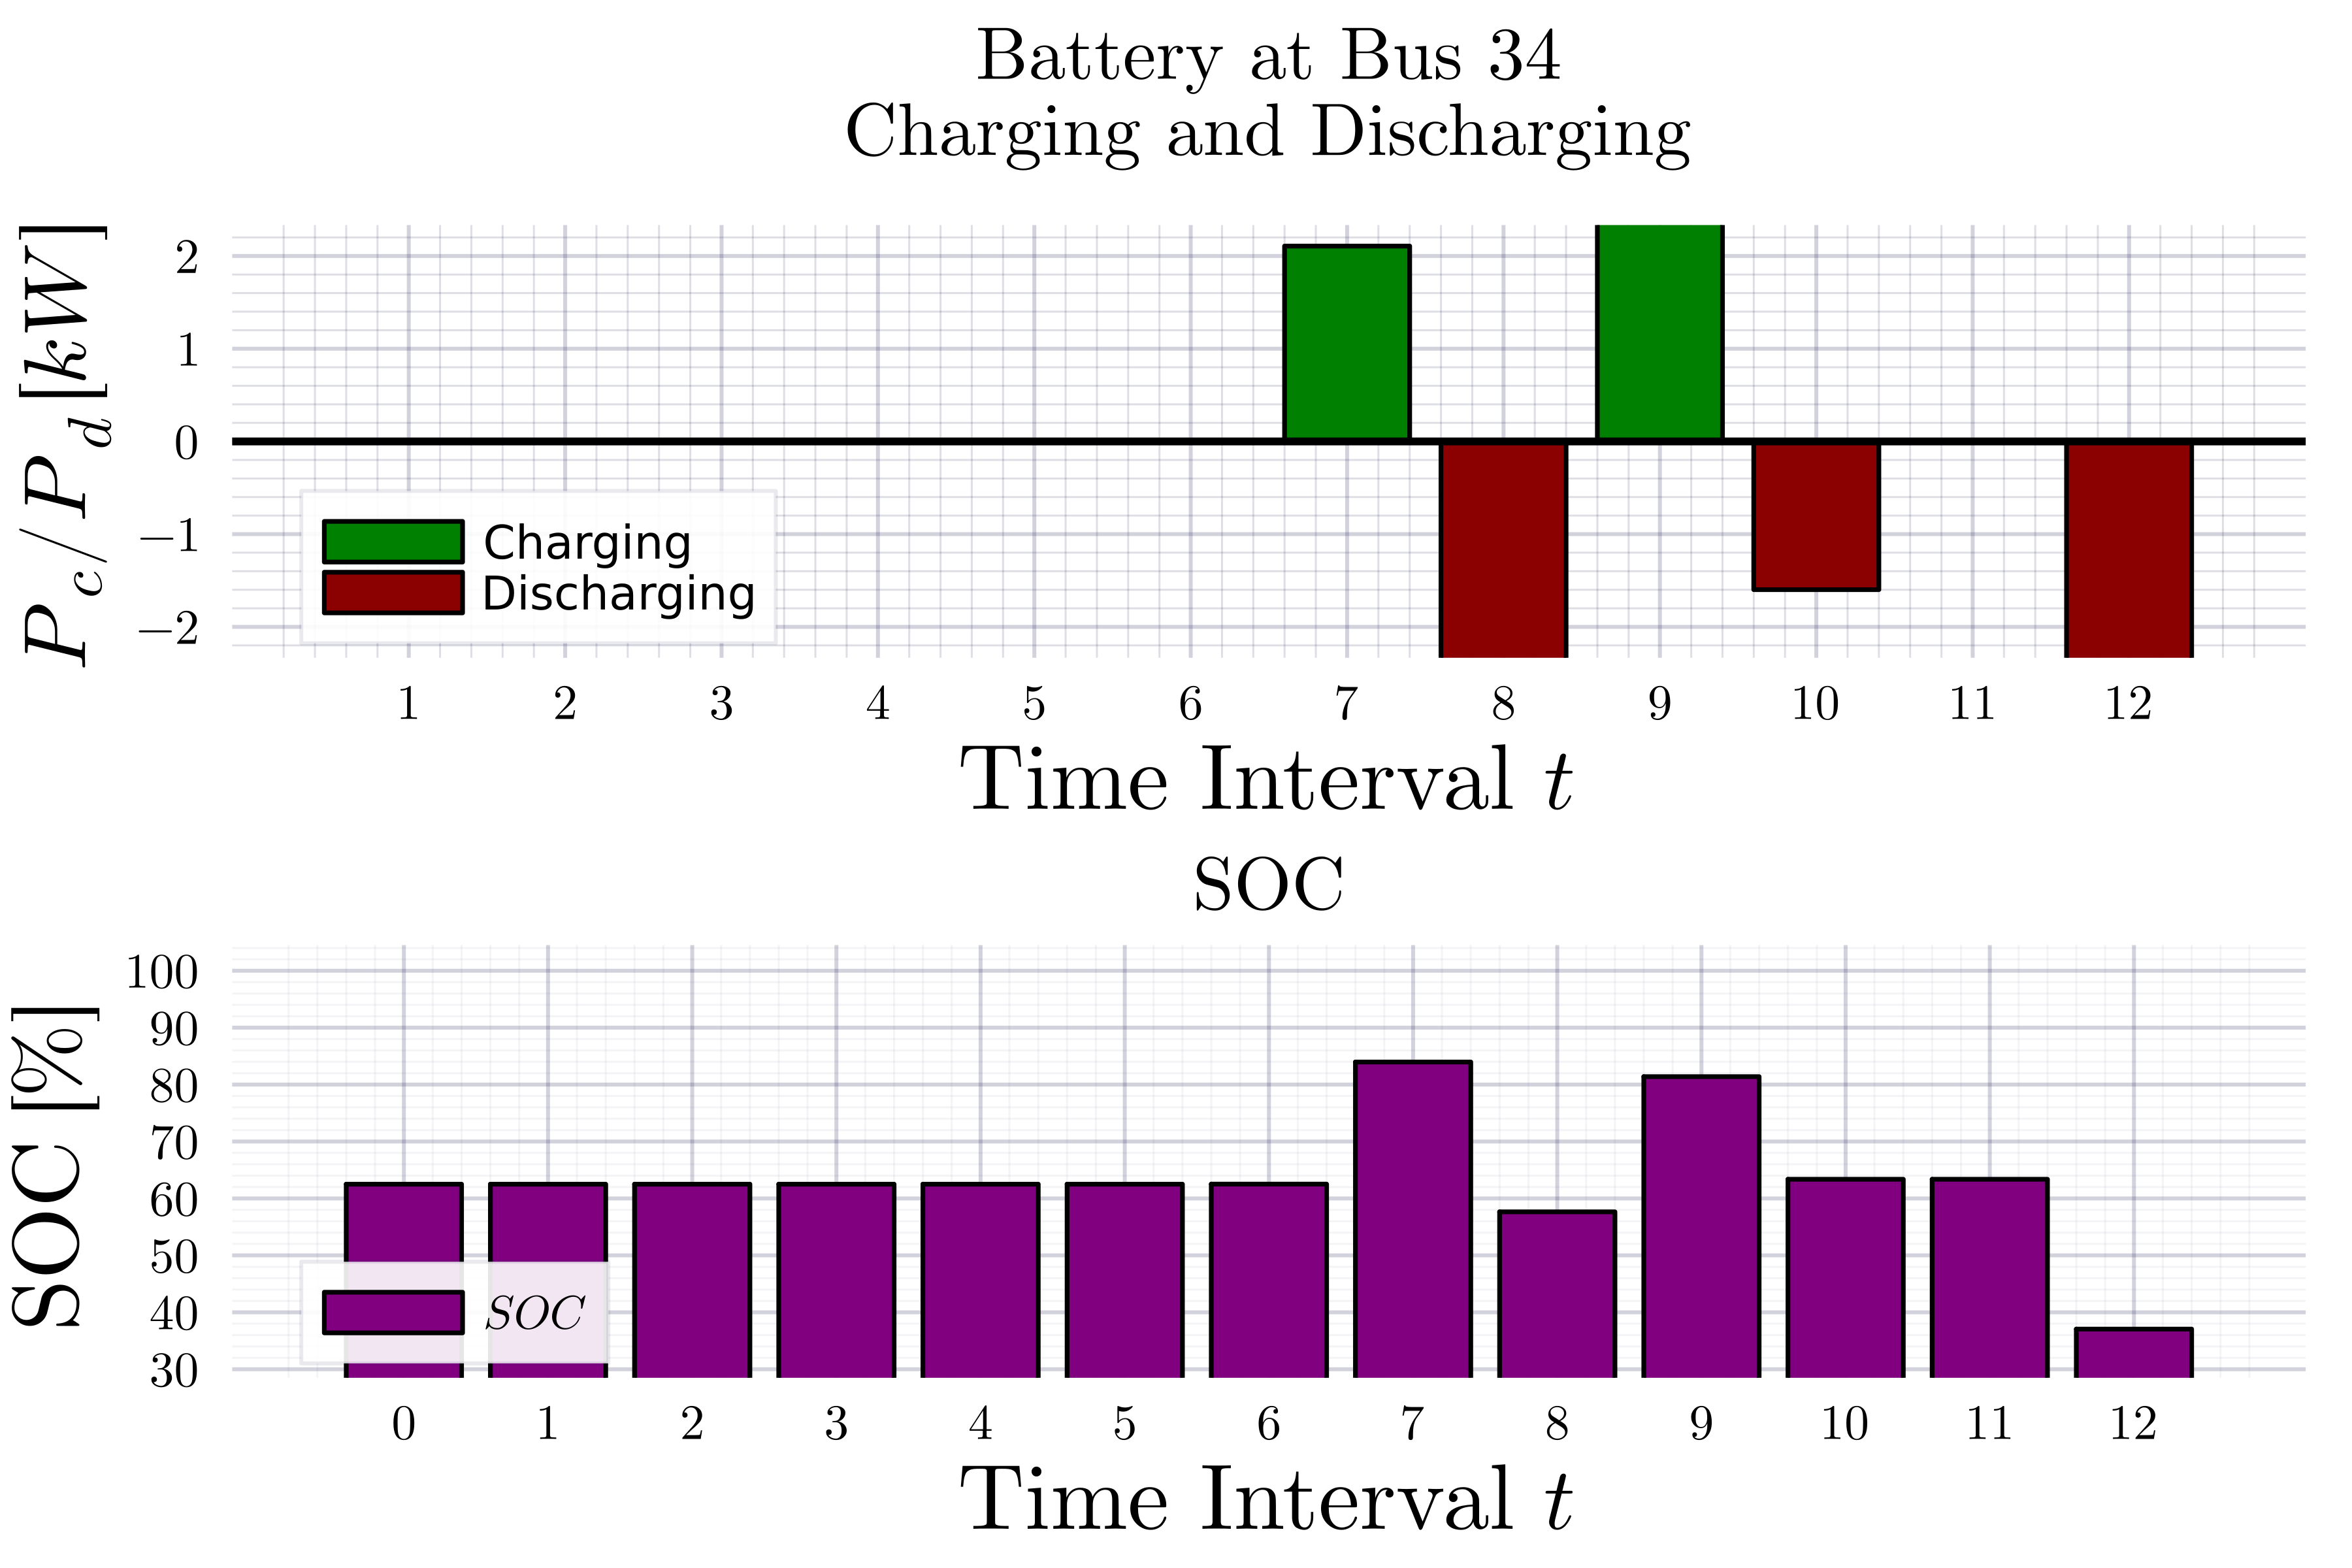 Battery at Bus 34
Charging and Discharging
P_c/P_d [kW]
2
1
0
−1
−2
Charging
Discharging
1 2 3 4 5 6 7 8 9 10 11 12
Time Interval t
SOC
SOC [%]
100
90
80
70
60
50
40
30
SOC
0 1 2 3 4 5 6 7 8 9 10 11 12
Time Interval t